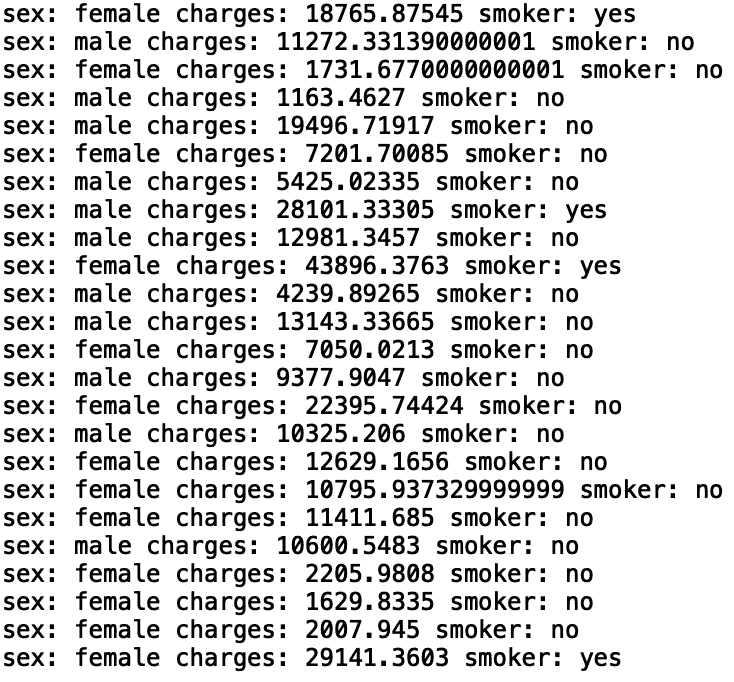 sex: female charges: 18765.87545 smoker: yes
sex: male charges: 11272.331390000001 smoker: no
sex: female charges: 1731.6770000000001 smoker: no
sex: male charges: 1163.4627 smoker: no
sex: male charges: 19496.71917 smoker: no
sex: female charges: 7201.70085 smoker: no
sex: male charges: 5425.02335 smoker: no
sex: male charges: 28101.33305 smoker: yes
sex: male charges: 12981.3457 smoker: no
sex: female charges: 43896.3763 smoker: yes
sex: male charges: 4239.89265 smoker: no
sex: male charges: 13143.33665 smoker: no
sex: female charges: 7050.0213 smoker: no
sex: male charges: 9377.9047 smoker: no
sex: female charges: 22395.74424 smoker: no
sex: male charges: 10325.206 smoker: no
sex: female charges: 12629.1656 smoker: no
sex: female charges: 10795.937329999999 smoker: no
sex: female charges: 11411.685 smoker: no
sex: male charges: 10600.5483 smoker: no
sex: female charges: 2205.9808 smoker: no
sex: female charges: 1629.8335 smoker: no
sex: female charges: 2007.945 smoker: no
sex: female charges: 29141.3603 smoker: yes